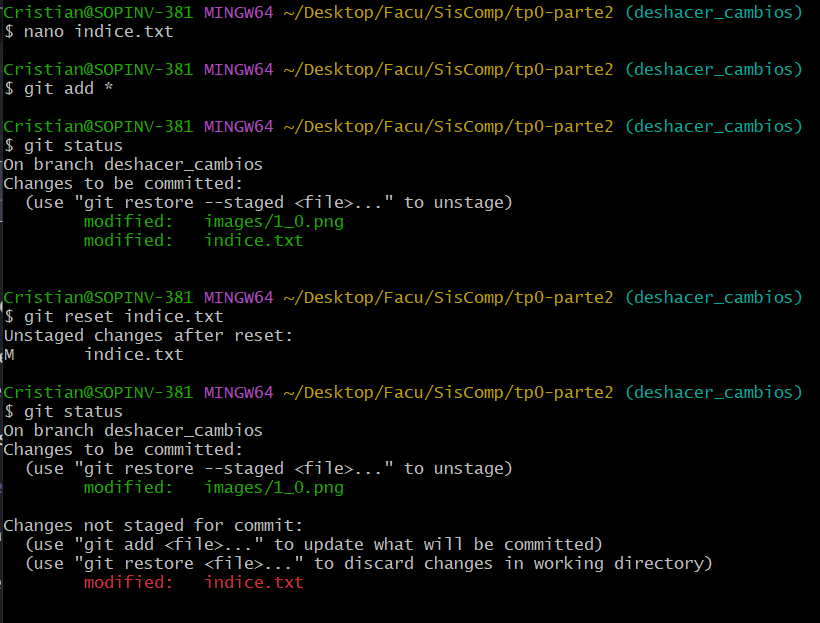 Cristian@SOPINV-381 MINGW64 ~/Desktop/Facu/SisComp/tp0-parte2 (deshacer_cambios)
$ nano indice.txt
Cristian@SOPINV-381 MINGW64 ~/Desktop/Facu/SisComp/tp0-parte2 (deshacer_cambios)
$ git add *
Cristian@SOPINV-381 MINGW64 ~/Desktop/Facu/SisComp/tp0-parte2 (deshacer_cambios)
$ git status
On branch deshacer_cambios
Changes to be committed:
  (use "git restore --staged <file>..." to unstage)
        modified:   images/1_0.png
        modified:   indice.txt
Cristian@SOPINV-381 MINGW64 ~/Desktop/Facu/SisComp/tp0-parte2 (deshacer_cambios)
$ git reset indice.txt
Unstaged changes after reset:
M       indice.txt
Cristian@SOPINV-381 MINGW64 ~/Desktop/Facu/SisComp/tp0-parte2 (deshacer_cambios)
$ git status
On branch deshacer_cambios
Changes to be committed:
  (use "git restore --staged <file>..." to unstage)
        modified:   images/1_0.png
Changes not staged for commit:
  (use "git add <file>..." to update what will be committed)
  (use "git restore <file>..." to discard changes in working directory)
        modified:   indice.txt